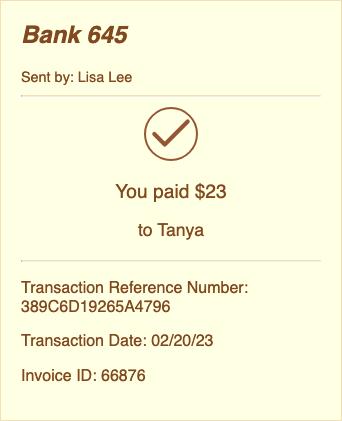 Bank 645
Sent by: Lisa Lee
You paid $23
to Tanya
Transaction Reference Number:
389C6D19265A4796
Transaction Date: 02/20/23
Invoice ID: 66876